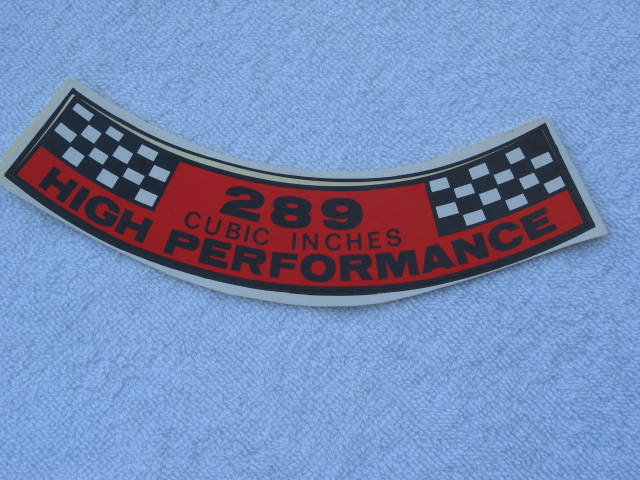 289
CUBIC INCHES
HIGH PERFORMANCE